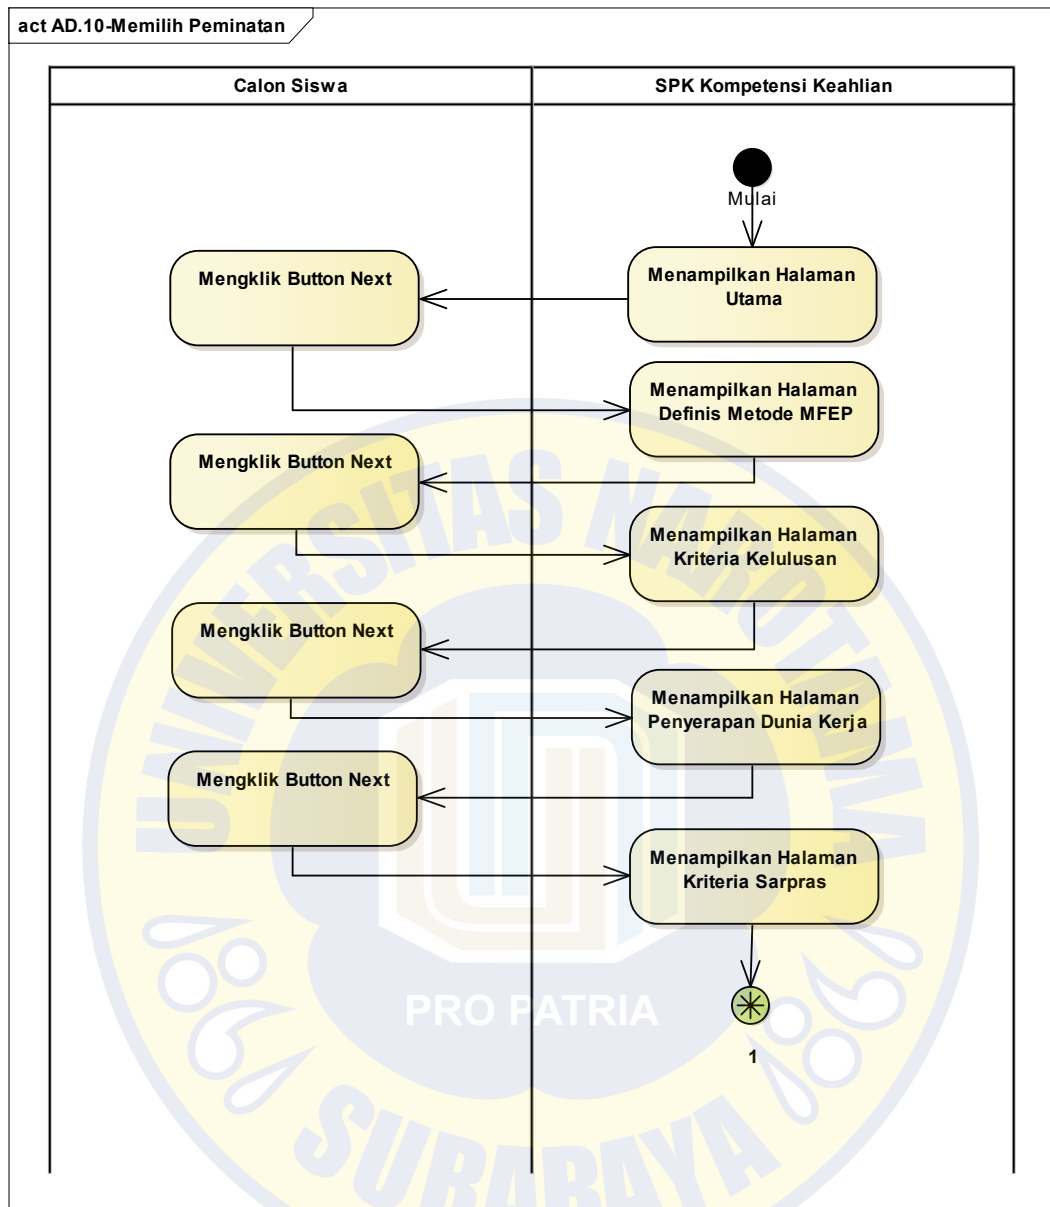 act AD.10-Memilih Peminatan
Calon Siswa
SPK Kompetensi Keahlian
Mulai
Menampilkan Halaman
Utama
Mengklik Button Next
Menampilkan Halaman
Definis Metode MFEP
Mengklik Button Next
Menampilkan Halaman
Kriteria Kelulusan
Mengklik Button Next
Menampilkan Halaman
Penyerapan Dunia Kerja
Mengklik Button Next
Menampilkan Halaman
Kriteria Sarpras
1
UNIVERSITAS NAROTAMA
PRO PATRIA
SURABAYA